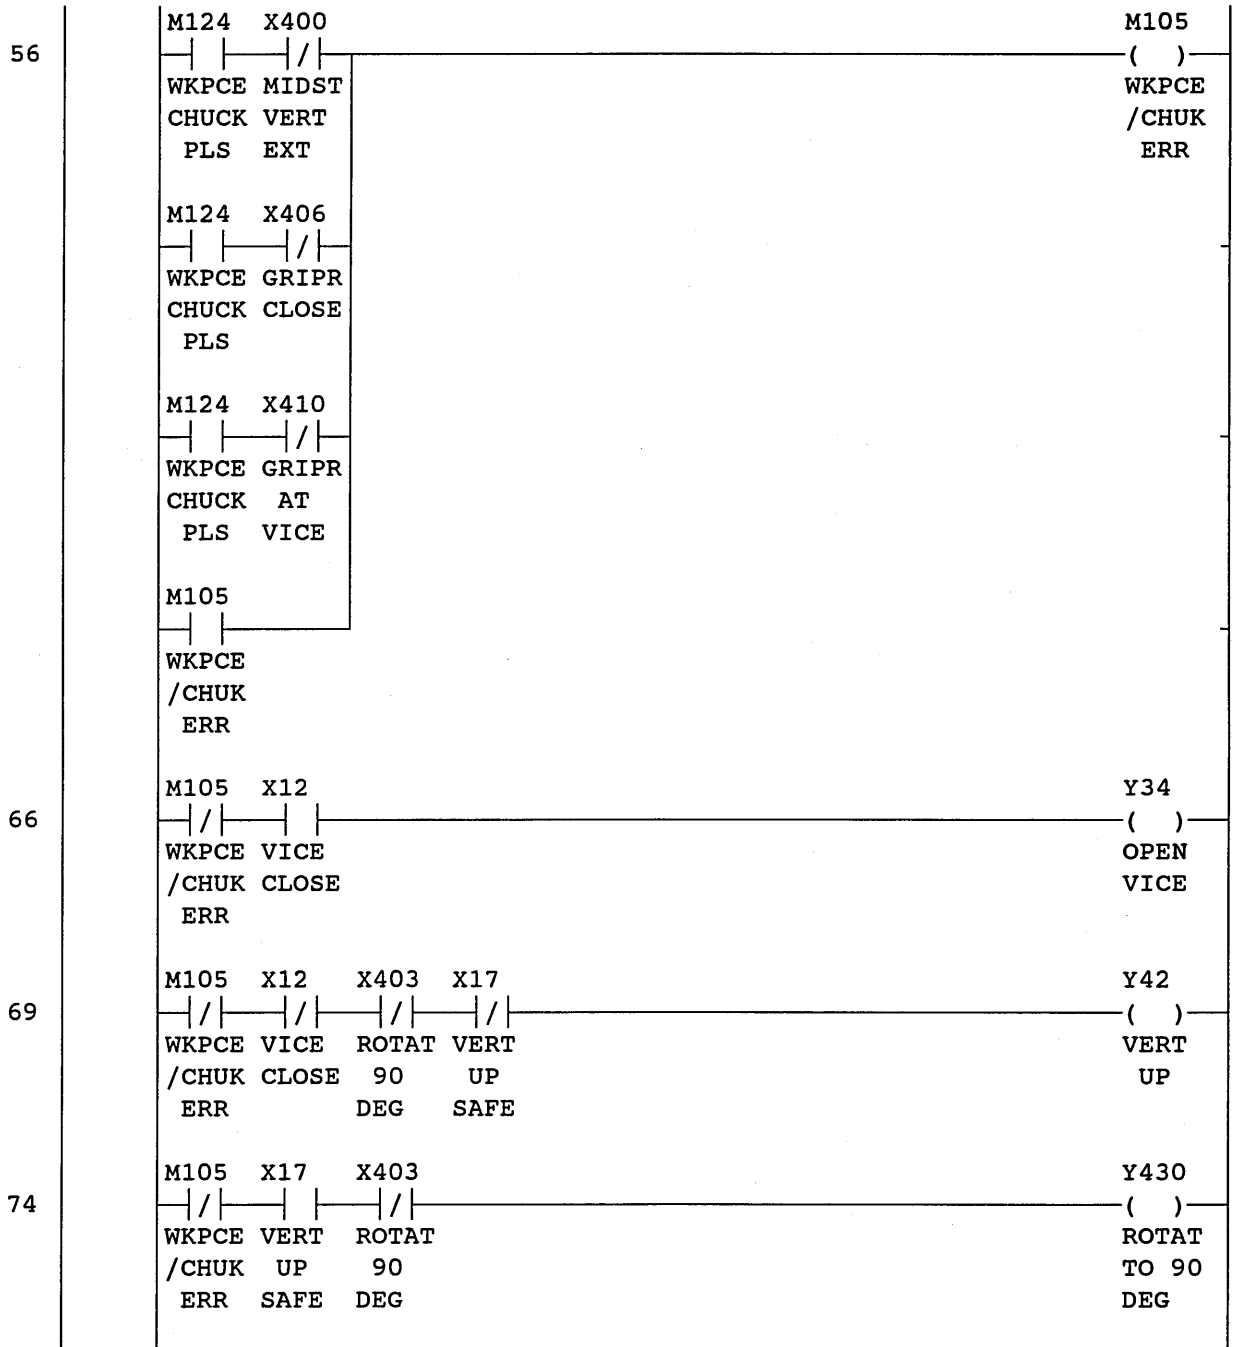 M124 X400 M105
56
WKPCE MIDST WKPCE
CHUCK VERT /CHUK
PLS EXT ERR
M124 X406
WKPCE GRIPR
CHUCK CLOSE
PLS
M124 X410
WKPCE GRIPR
CHUCK AT
PLS VICE
M105
WKPCE
/CHUK
ERR
M105 X12 Y34
66
WKPCE VICE OPEN
/CHUK CLOSE VICE
ERR
M105 X12 X403 X17 Y42
69
WKPCE VICE ROTAT VERT VERT
/CHUK CLOSE 90 UP UP
ERR DEG SAFE
M105 X17 X403 Y430
74
WKPCE VERT ROTAT ROTAT
/CHUK UP 90 TO 90
ERR SAFE DEG DEG